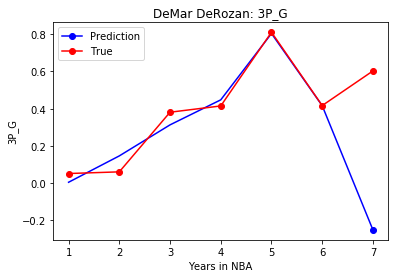 DeMar DeRozan: 3P_G
Prediction
True
0.8
0.6
0.4
0.2
0.0
−0.2
3P_G
1 2 3 4 5 6 7
Years in NBA